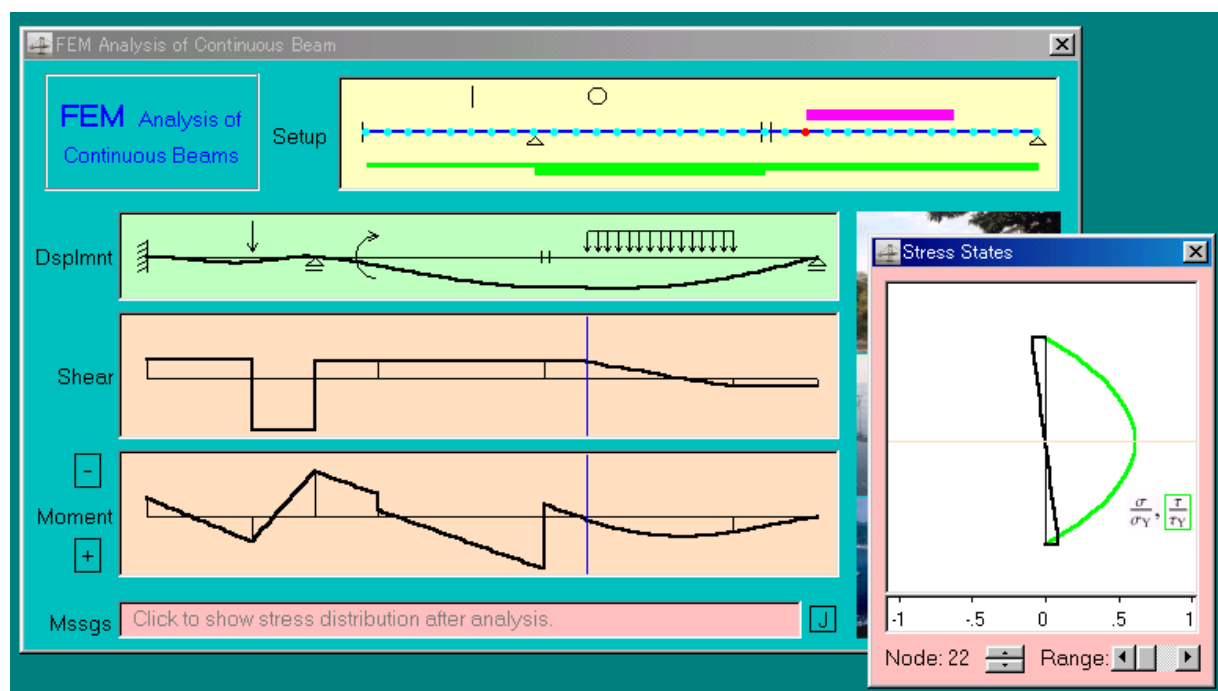 FEM Analysis of Continuous Beam
FEM Analysis of
Continuous Beams
Setup
Dsplmnt
Shear
-
Moment
+
Mssgs
Click to show stress distribution after analysis.
J
Stress States
σ/σY, τ/τY
-1 -.5 0 .5 1
Node: 22
Range: